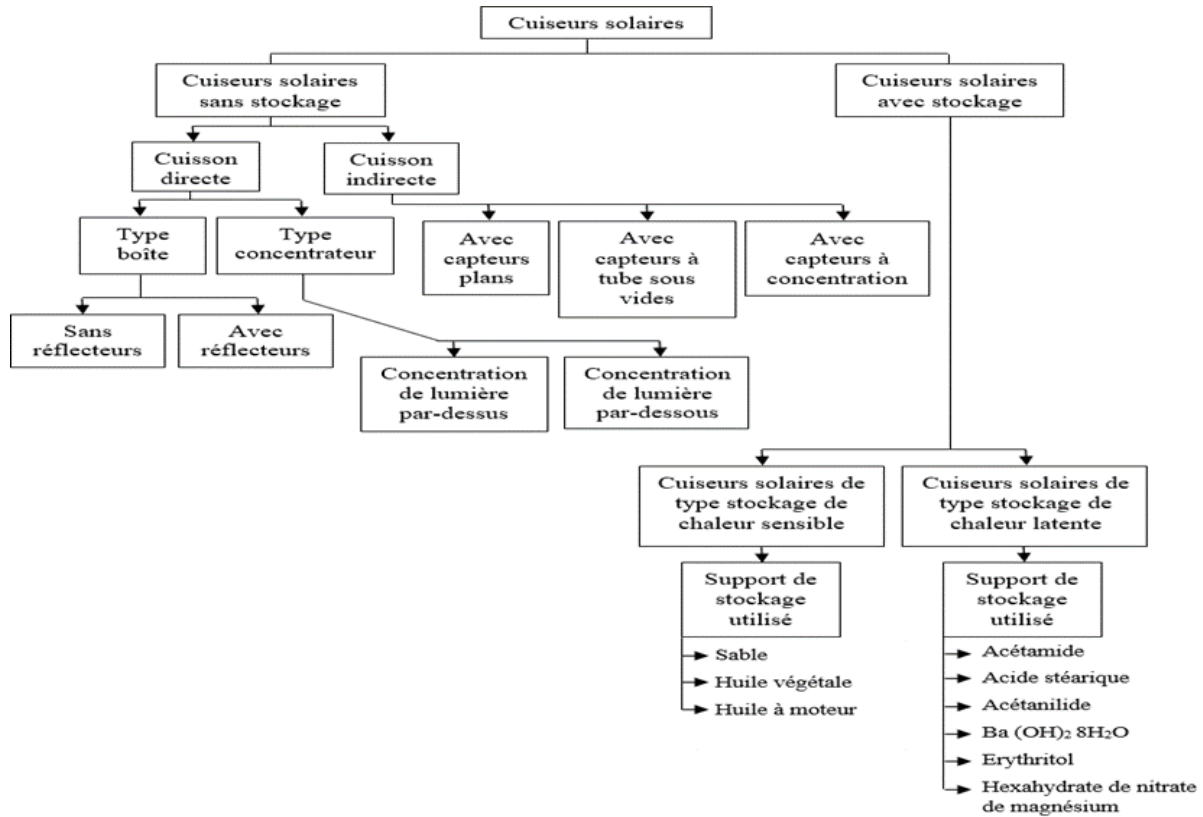 Cuiseurs solaires
Cuiseurs solaires
sans stockage
Cuiseurs solaires
avec stockage
Cuisson
directe
Cuisson
indirecte
Type
boîte
Type
concentrateur
Avec
capteurs
plans
Avec
capteurs à
tube sous
vides
Avec
capteurs à
concentration
Sans
réflecteurs
Avec
réflecteurs
Concentration
de lumière
par-dessus
Concentration
de lumière
par-dessous
Cuiseurs solaires de
type stockage de
chaleur sensible
Cuiseurs solaires de
type stockage de
chaleur latente
Support de
stockage
utilisé
Sable
Huile végétale
Huile à moteur
Support de
stockage
utilisé
Acétamide
Acide stéarique
Acétanilide
Ba (OH)₂ 8H₂O
Erythritol
Hexahydrate de nitrate
de magnésium